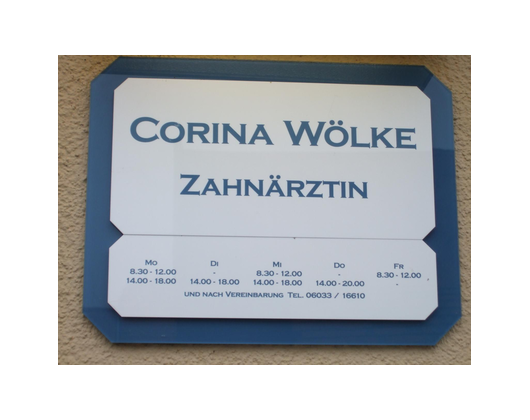 CORINA WÖLKE
ZAHNÄRZTIN
MO DI MI DO FR
8.30 - 12.00 - 8.30 - 12.00 - 8.30 - 12.00
14.00 - 18.00 14.00 - 18.00 14.00 - 18.00 14.00 - 20.00 -
UND NACH VEREINBARUNG TEL. 06033 / 16610